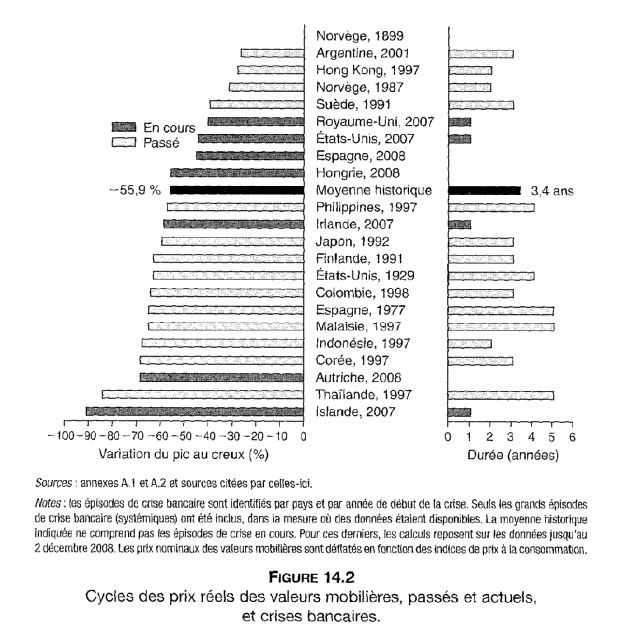 Norvège, 1899
Argentine, 2001
Hong Kong, 1997
Norvège, 1987
Suède, 1991
Royaume-Uni, 2007
États-Unis, 2007
Espagne, 2008
Hongrie, 2008
En cours
Passé
−55,9 % Moyenne historique 3,4 ans
Philippines, 1997
Irlande, 2007
Japon, 1992
Finlande, 1991
États-Unis, 1929
Colombie, 1998
Espagne, 1977
Malaisie, 1997
Indonésie, 1997
Corée, 1997
Autriche, 2008
Thaïlande, 1997
Islande, 2007
−100 −90 −80 −70 −60 −50 −40 −30 −20 −10 0 0 1 2 3 4 5 6
Variation du pic au creux (%) Durée (années)
Sources : annexes A.1 et A.2 et sources citées par celles-ci.
Notes : les épisodes de crise bancaire sont identifiés par pays et par année de début de la crise. Seuls les grands épisodes
de crise bancaire (systémiques) ont été inclus, dans la mesure où des données étaient disponibles. La moyenne historique
indiquée ne comprend pas les épisodes de crise en cours. Pour ces derniers, les calculs reposent sur les données jusqu'au
2 décembre 2008. Les prix nominaux des valeurs mobilières sont déflatés en fonction des indices de prix à la consommation.
FIGURE 14.2
Cycles des prix réels des valeurs mobilières, passés et actuels,
et crises bancaires.